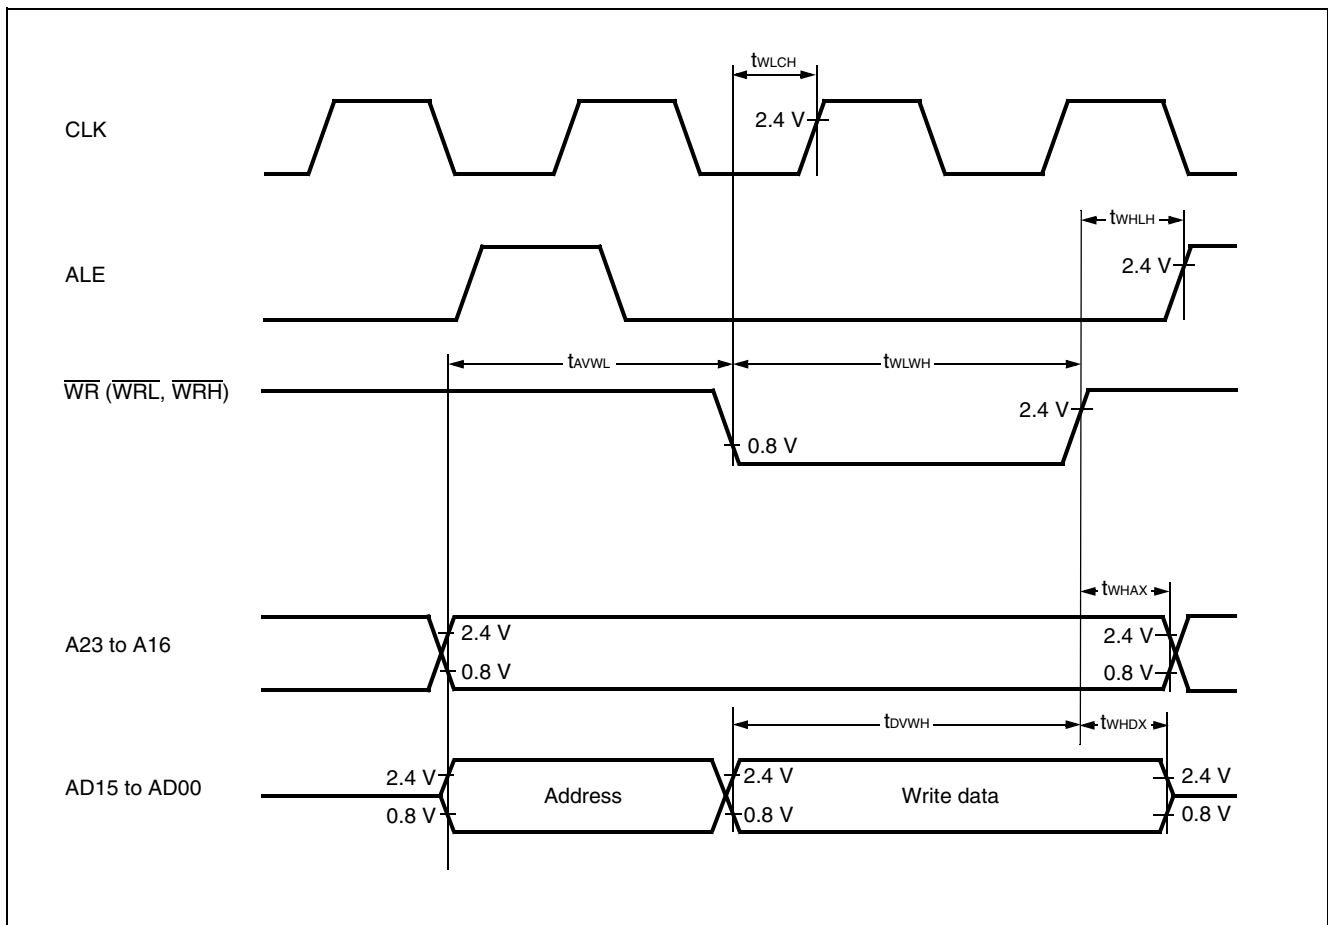 tWLCH
CLK
2.4 V
tWHLH
ALE
2.4 V
tAVWL
tWLWH
WR (WRL, WRH)
2.4 V
0.8 V
tWHAX
A23 to A16
2.4 V
2.4 V
0.8 V
0.8 V
tDVWH
tWHDX
AD15 to AD00
2.4 V
2.4 V
2.4 V
Address
Write data
0.8 V
0.8 V
0.8 V